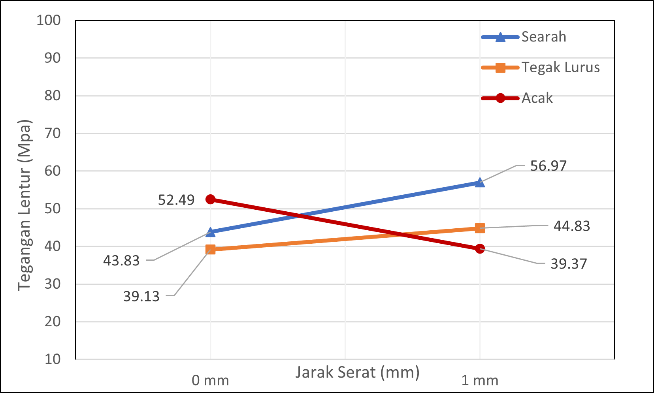 100
90
80
70
60
50
40
30
20
10
Tegangan Lentur (Mpa)
Searah
Tegak Lurus
Acak
52.49
43.83
39.13
56.97
44.83
39.37
0 mm
1 mm
Jarak Serat (mm)